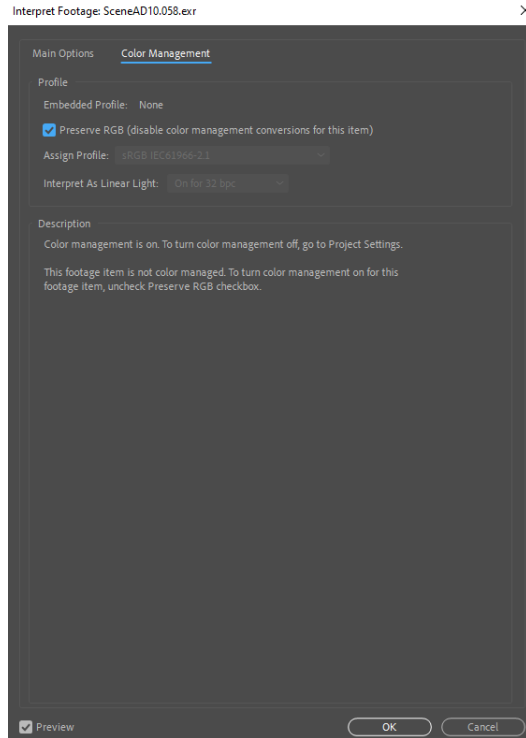 Interpret Footage: SceneAD10.058.exr
Main Options Color Management
Profile
Embedded Profile: None
Preserve RGB (disable color management conversions for this item)
Assign Profile: sRGB IEC61966-2.1
Interpret As Linear Light: On for 32 bpc
Description
Color management is on. To turn color management off, go to Project Settings.
This footage item is not color managed. To turn color management on for this
footage item, uncheck Preserve RGB checkbox.
Preview OK Cancel